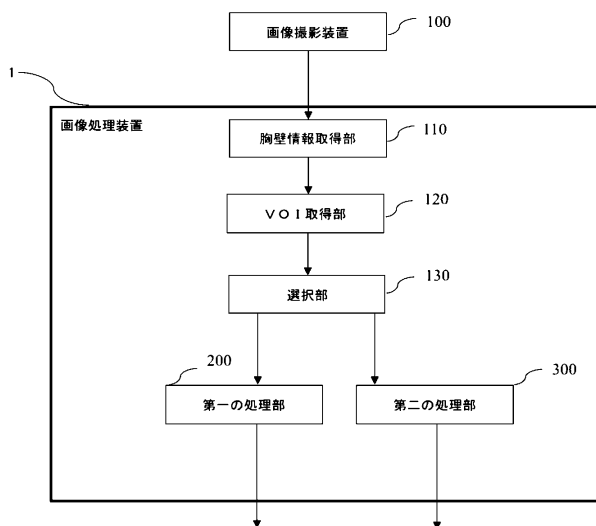 画像撮影装置
100
1
画像処理装置
胸壁情報取得部
110
VOI取得部
120
選択部
130
200
300
第一の処理部
第二の処理部